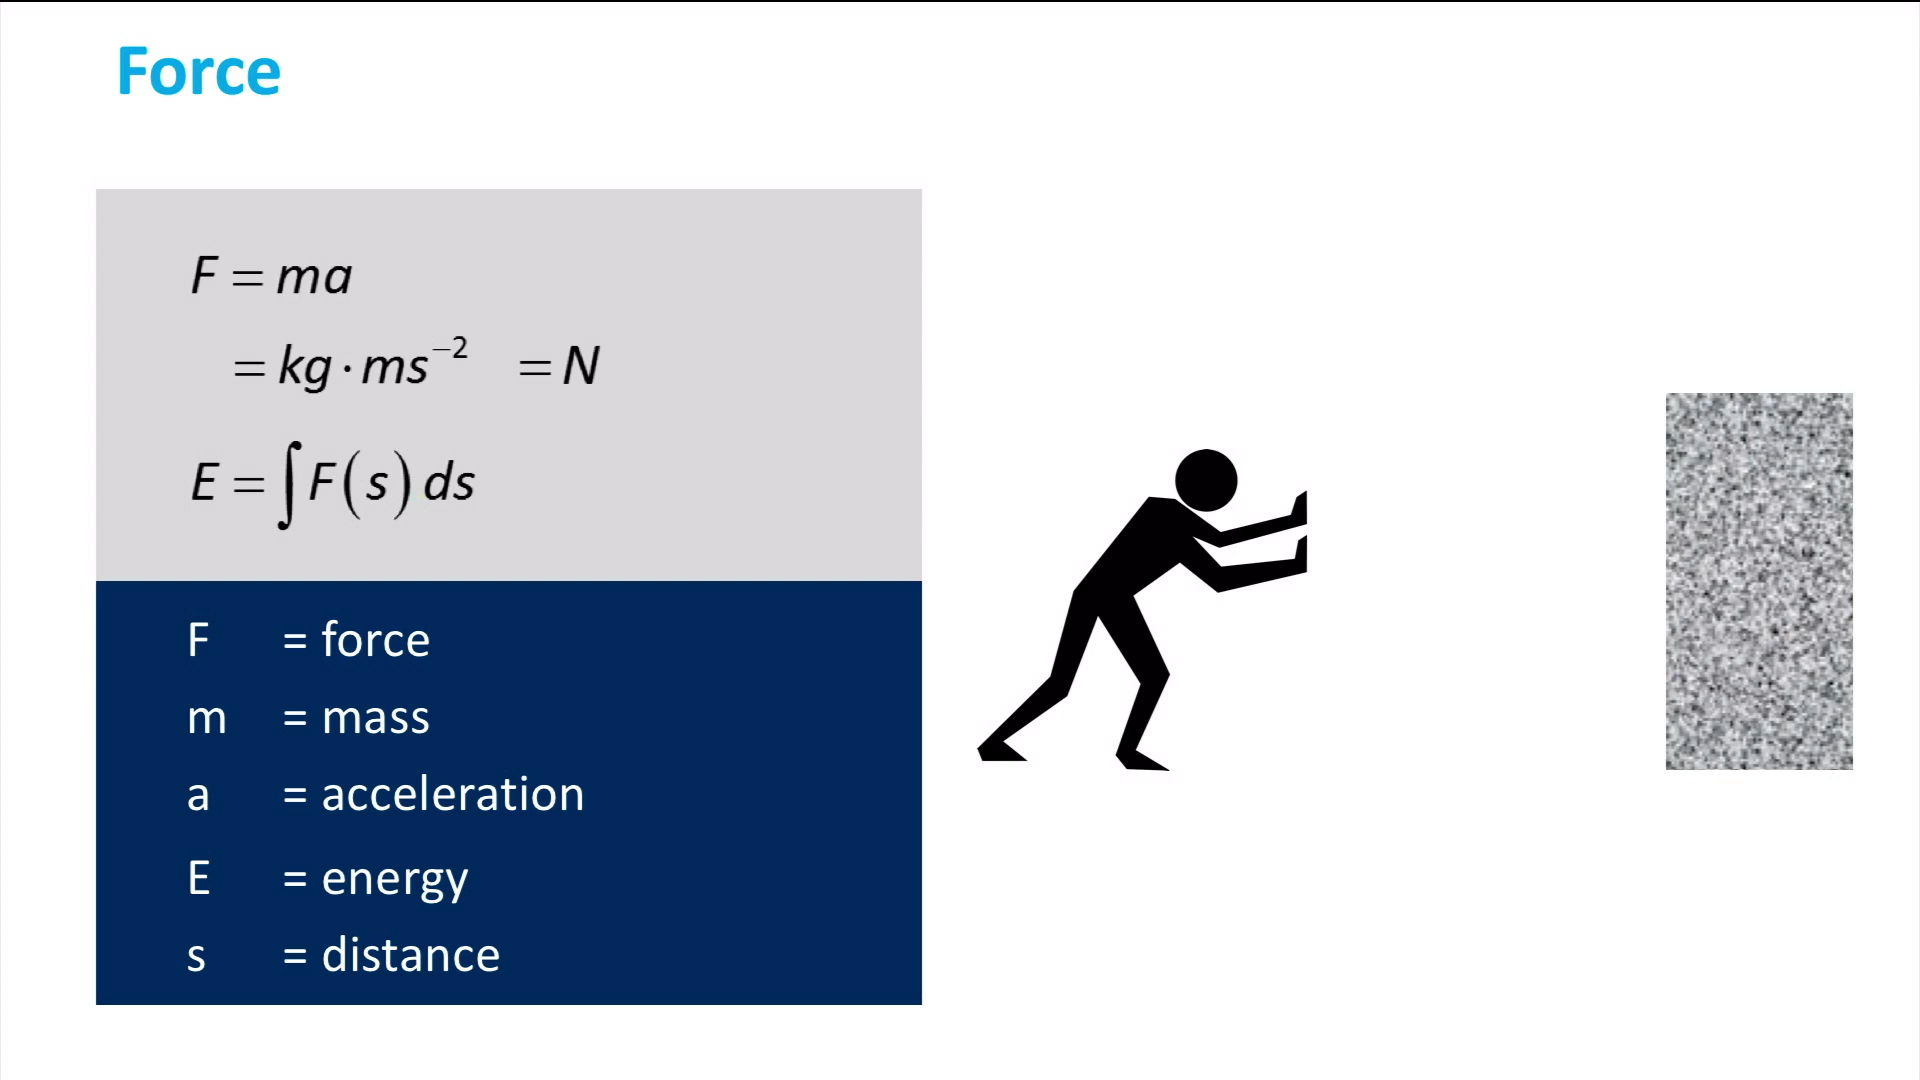 Force
F = ma
= kg · ms⁻² = N
E = ∫F(s) ds
F = force
m = mass
a = acceleration
E = energy
s = distance